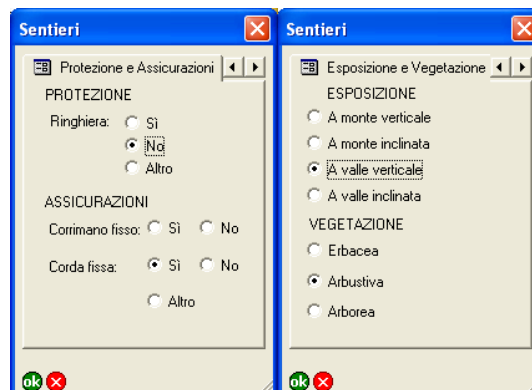 Sentieri
Protezione e Assicurazioni
PROTEZIONE
Ringhiera: Sì
No
Altro
ASSICURAZIONI
Corrimano fisso: Sì No
Corda fissa: Sì No
Altro
ok
Sentieri
Esposizione e Vegetazione
ESPOSIZIONE
A monte verticale
A monte inclinata
A valle verticale
A valle inclinata
VEGETAZIONE
Erbacea
Arbustiva
Arborea
ok